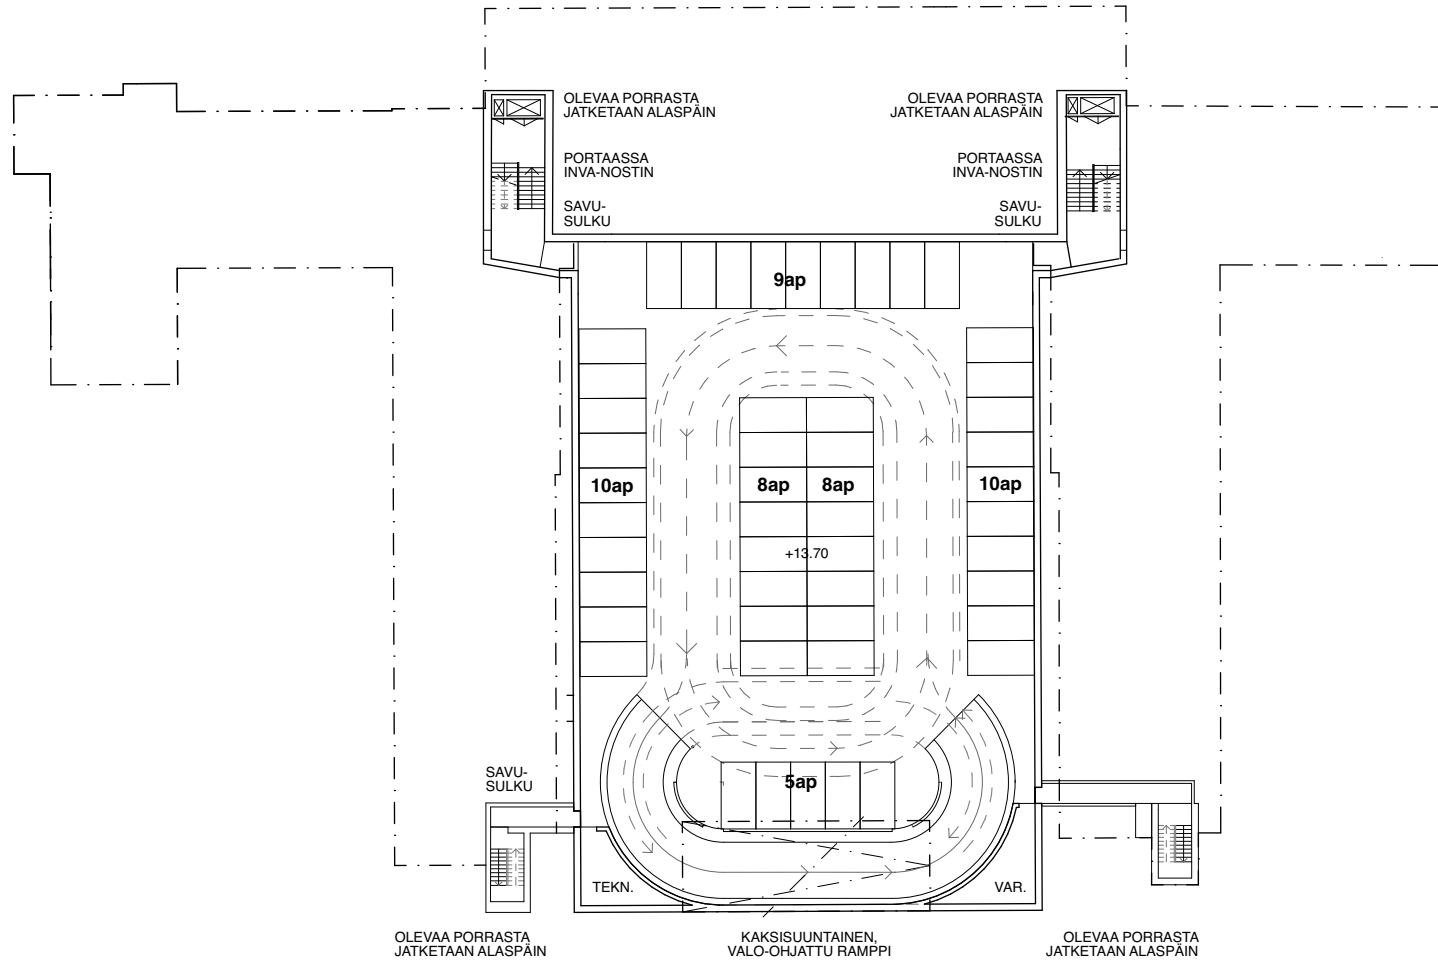 OLEVAA PORRASTA
JATKETAAN ALASPÄIN
OLEVAA PORRASTA
JATKETAAN ALASPÄIN
PORTAASSA
INVA-NOSTIN
PORTAASSA
INVA-NOSTIN
SAVU-
SULKU
SAVU-
SULKU
9ap
10ap
8ap
8ap
10ap
+13.70
SAVU-
SULKU
5ap
TEKN.
VAR.
OLEVAA PORRASTA
JATKETAAN ALASPÄIN
KAKSISUUNTAINEN,
VALO-OHJATTU RAMPPI
OLEVAA PORRASTA
JATKETAAN ALASPÄIN